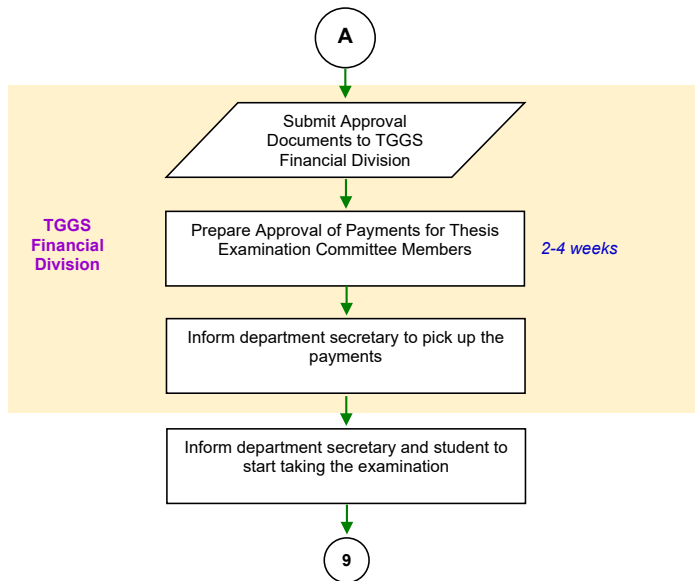 A
Submit Approval
Documents to TGGS
Financial Division
TGGS
Financial
Division
Prepare Approval of Payments for Thesis
Examination Committee Members
2-4 weeks
Inform department secretary to pick up the
payments
Inform department secretary and student to
start taking the examination
9